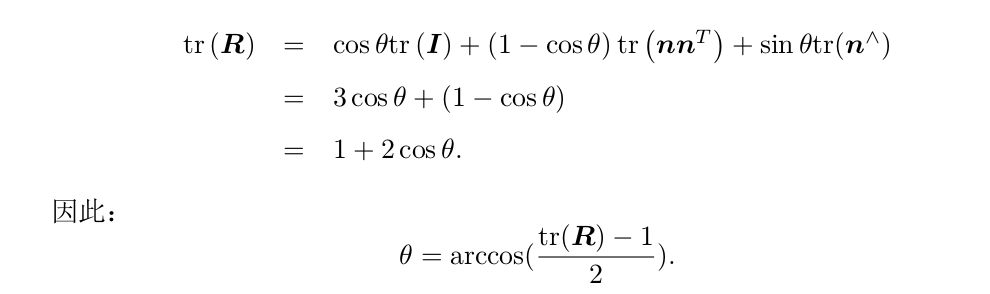 tr (R) = cos θtr (I) + (1 − cos θ) tr (nnᵀ) + sin θtr(n^)
= 3 cos θ + (1 − cos θ)
= 1 + 2 cos θ.
因此：
θ = arccos( (tr(R) − 1) / 2 ).